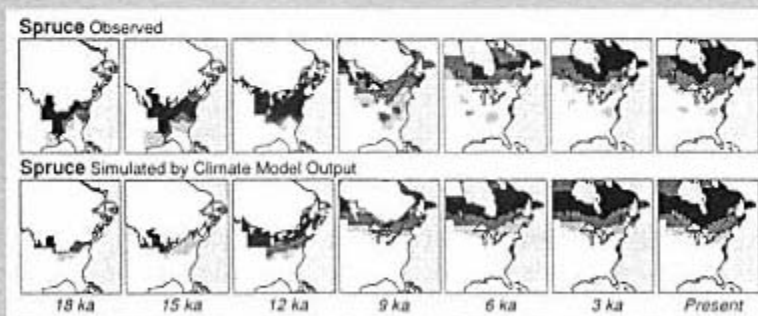 Spruce Observed
Spruce Simulated by Climate Model Output
18 ka 15 ka 12 ka 9 ka 6 ka 3 ka Present